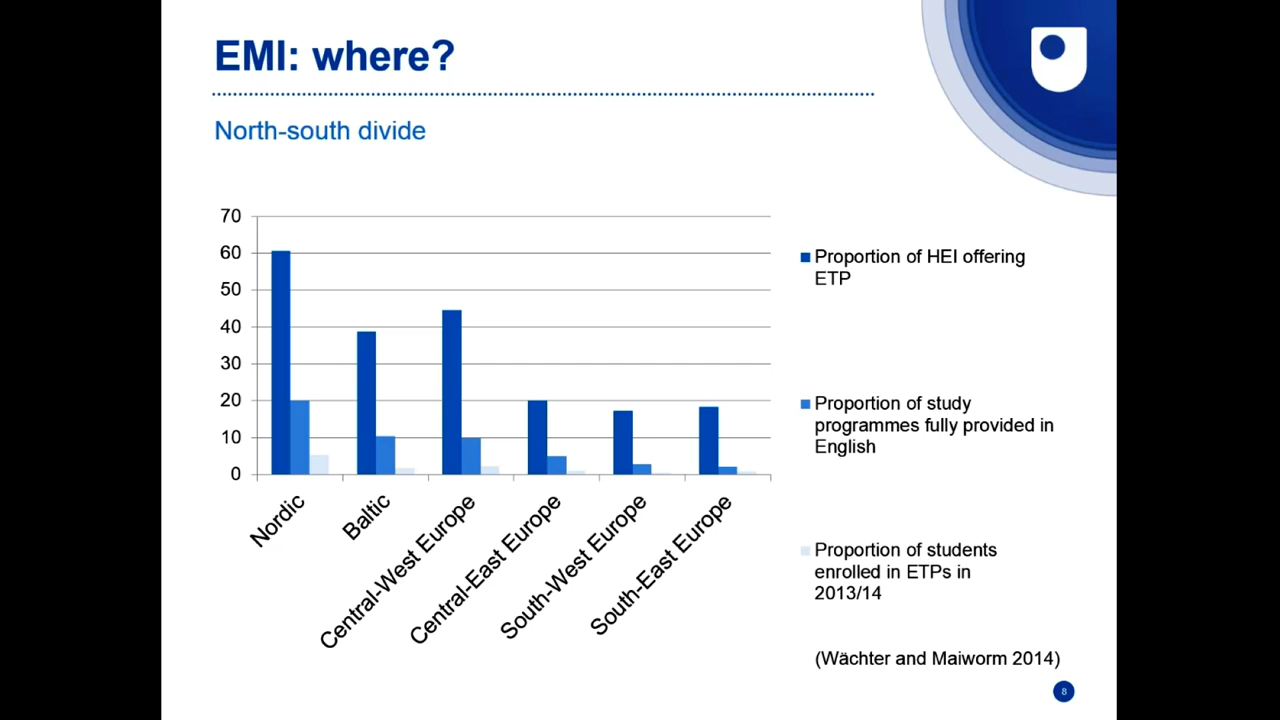 EMI: where?
North-south divide
70
60
50
40
30
20
10
0
Nordic
Baltic
Central-West Europe
Central-East Europe
South-West Europe
South-East Europe
Proportion of HEI offering
ETP
Proportion of study
programmes fully provided in
English
Proportion of students
enrolled in ETPs in
2013/14
(Wächter and Maiworm 2014)
8